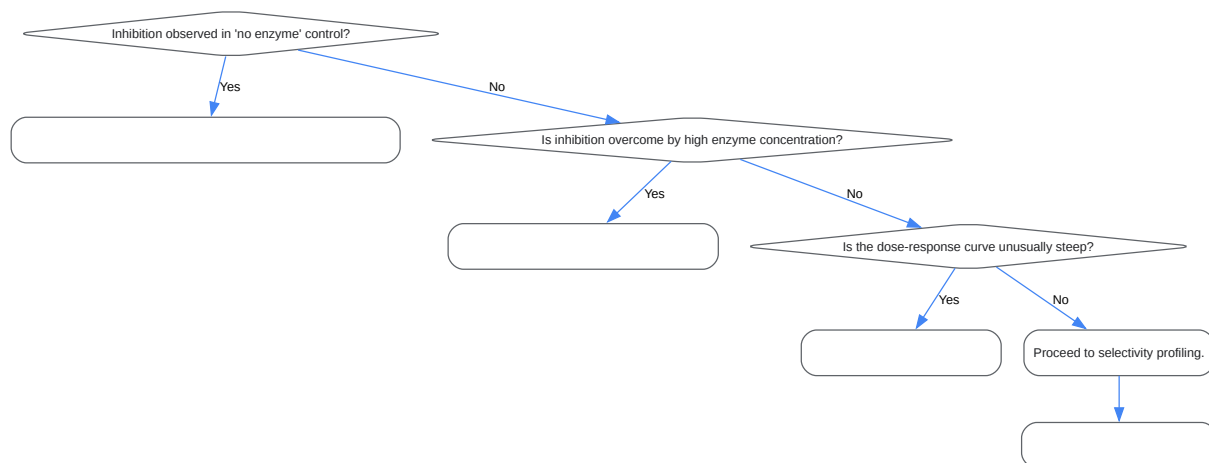 Inhibition observed in 'no enzyme' control?
Yes
No
Is inhibition overcome by high enzyme concentration?
Yes
No
Is the dose-response curve unusually steep?
Yes
No
Proceed to selectivity profiling.